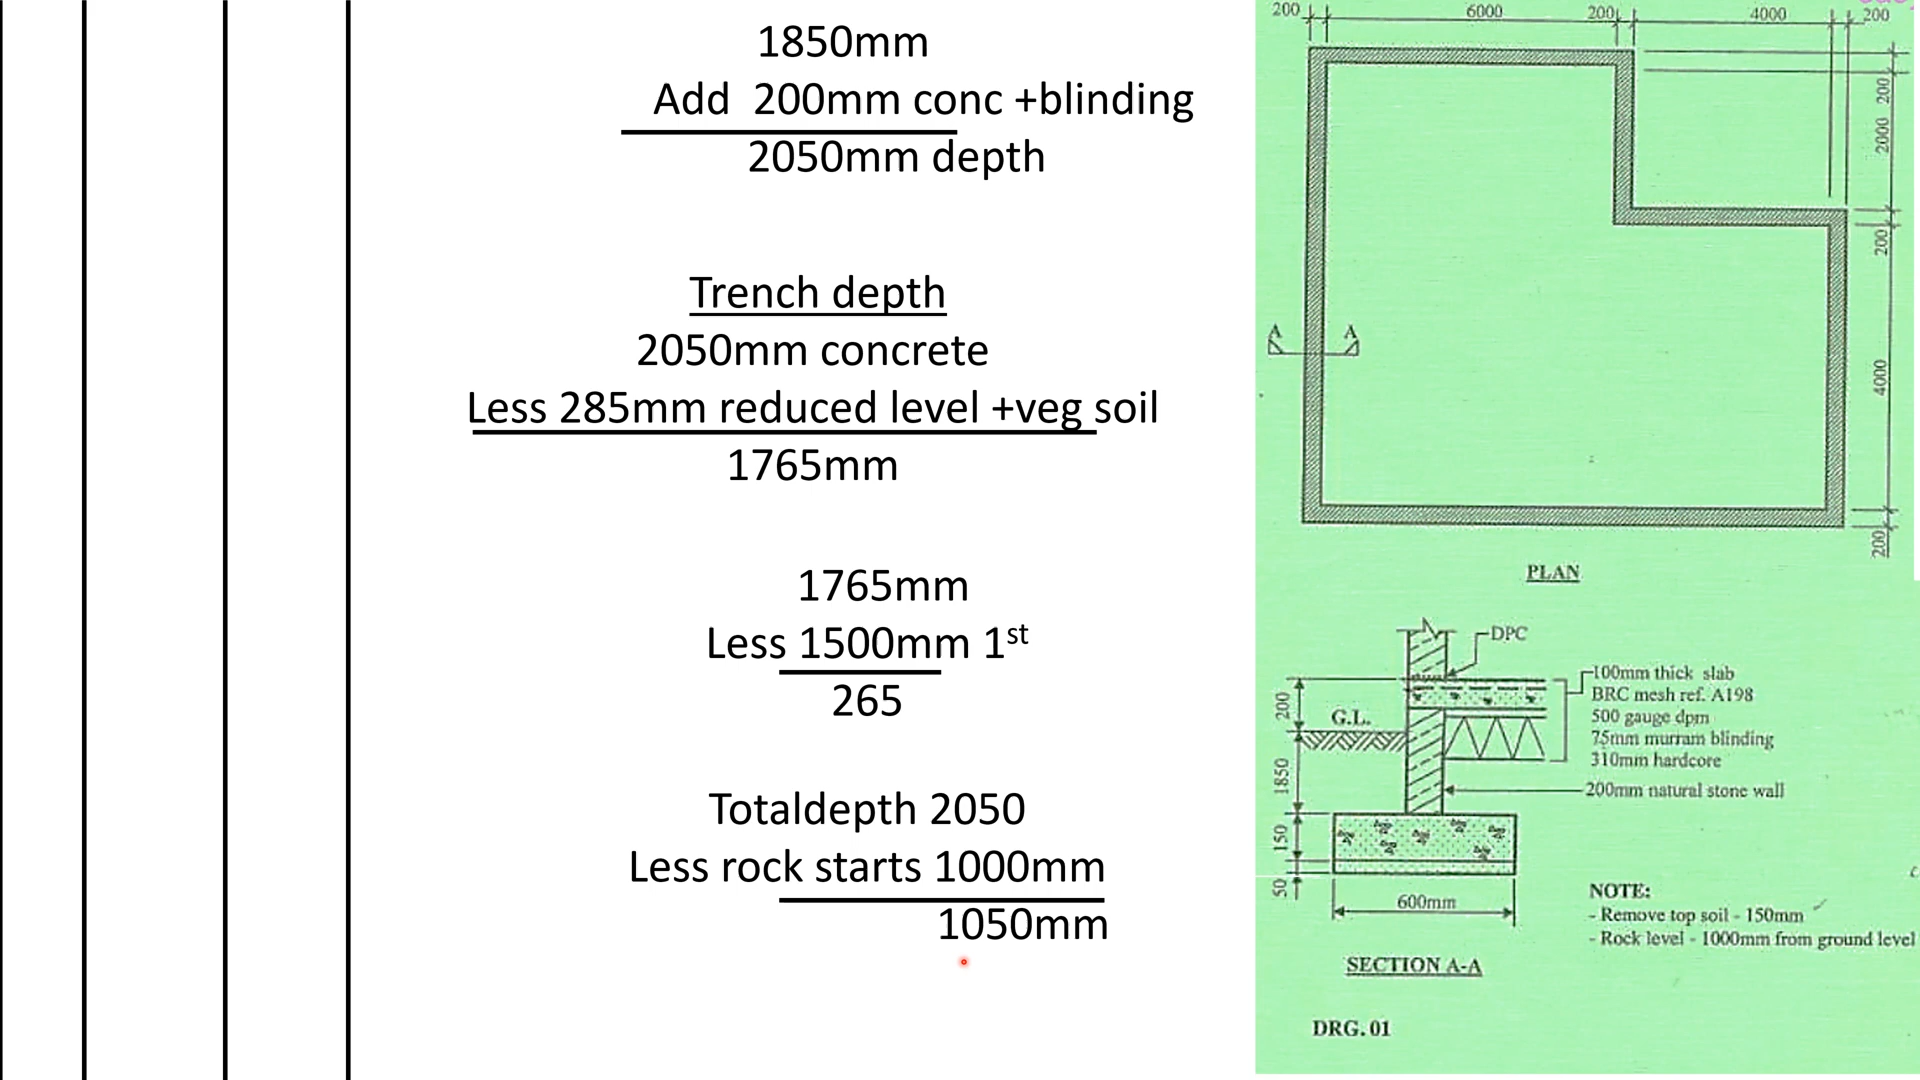 1850mm
Add 200mm conc +blinding
2050mm depth
Trench depth
2050mm concrete
Less 285mm reduced level +veg soil
1765mm
1765mm
Less 1500mm 1st
265
Totaldepth 2050
Less rock starts 1000mm
1050mm
200 6000 200 4000 200
200
2000
200
4000
200
A A
PLAN
DPC
100mm thick slab
BRC mesh ref. A198
500 gauge dpm
75mm murram blinding
310mm hardcore
200mm natural stone wall
200
G.L.
1850
150
50
600mm
NOTE:
- Remove top soil - 150mm
- Rock level - 1000mm from ground level
SECTION A-A
DRG. 01